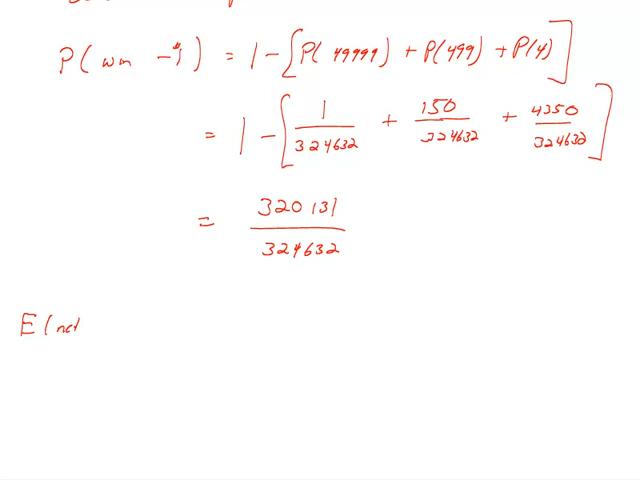 P( win -$1 ) = 1 - [ P( 49999) + P(499) + P(4) ]
= 1 - [ 1/324632 + 150/324632 + 4350/324632 ]
= 320131/324632
E( net